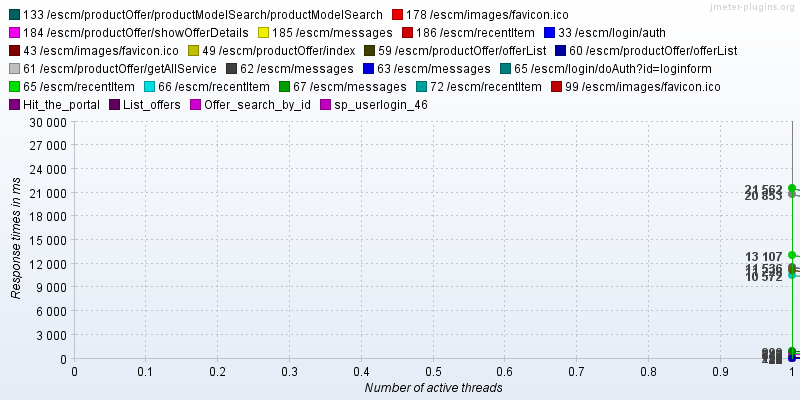 jmeter-plugins.org
133 /escm/productOffer/productModelSearch/productModelSearch 178 /escm/images/favicon.ico
184 /escm/productOffer/showOfferDetails 185 /escm/messages 186 /escm/recentItem 33 /escm/login/auth
43 /escm/images/favicon.ico 49 /escm/productOffer/index 59 /escm/productOffer/offerList 60 /escm/productOffer/offerList
61 /escm/productOffer/getAllService 62 /escm/messages 63 /escm/messages 65 /escm/login/doAuth?id=loginform
65 /escm/recentItem 66 /escm/recentItem 67 /escm/messages 72 /escm/recentItem 99 /escm/images/favicon.ico
Hit_the_portal List_offers Offer_search_by_id sp_userlogin_46
30 000
27 000
24 000
21 000
18 000
15 000
12 000
9 000
6 000
3 000
0
Response times in ms
21 562
20 853
13 107
11 536
10 572
0 0.1 0.2 0.3 0.4 0.5 0.6 0.7 0.8 0.9 1
Number of active threads